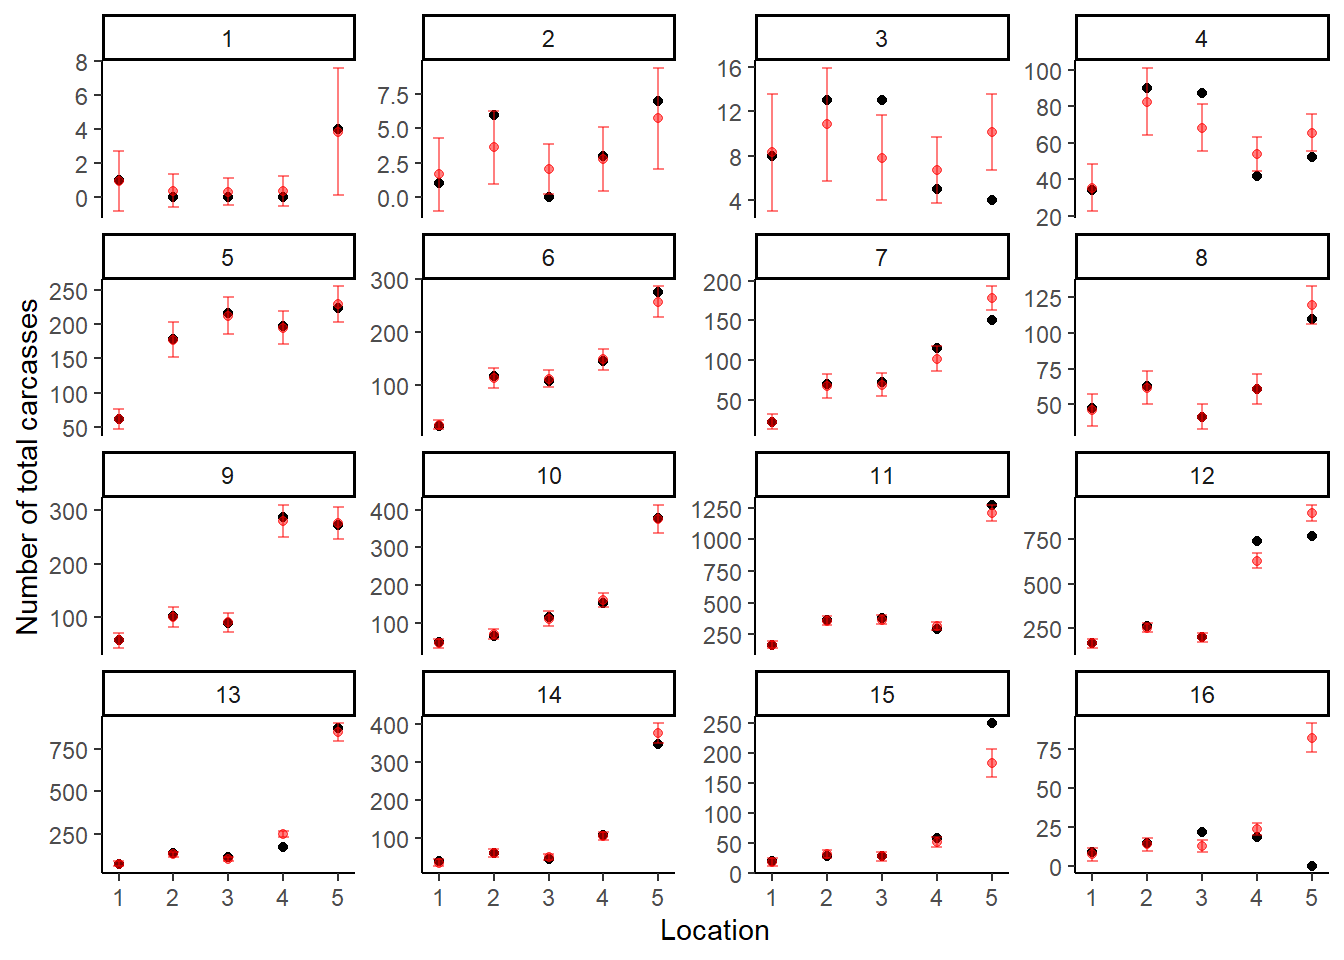 1 2 3 4
8 6 4 2 0
7.5 5.0 2.5 0.0
16 12 8 4
100 80 60 40 20
5 6 7 8
250 200 150 100 50
300 200 100
200 150 100 50
125 100 75 50
9 10 11 12
300 200 100
400 300 200 100
1250 1000 750 500 250
750 500 250
13 14 15 16
750 500 250
400 300 200 100
250 200 150 100 50 0
75 50 25 0
1 2 3 4 5 1 2 3 4 5 1 2 3 4 5 1 2 3 4 5
Location
Number of total carcasses